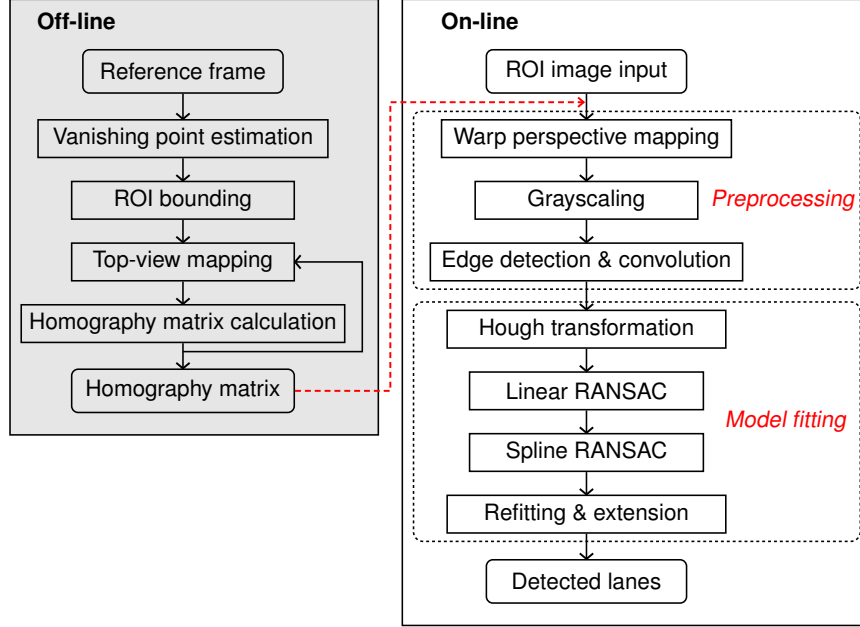 Off-line
Reference frame
Vanishing point estimation
ROI bounding
Top-view mapping
Homography matrix calculation
Homography matrix
On-line
ROI image input
Warp perspective mapping
Grayscaling
Preprocessing
Edge detection & convolution
Hough transformation
Linear RANSAC
Model fitting
Spline RANSAC
Refitting & extension
Detected lanes